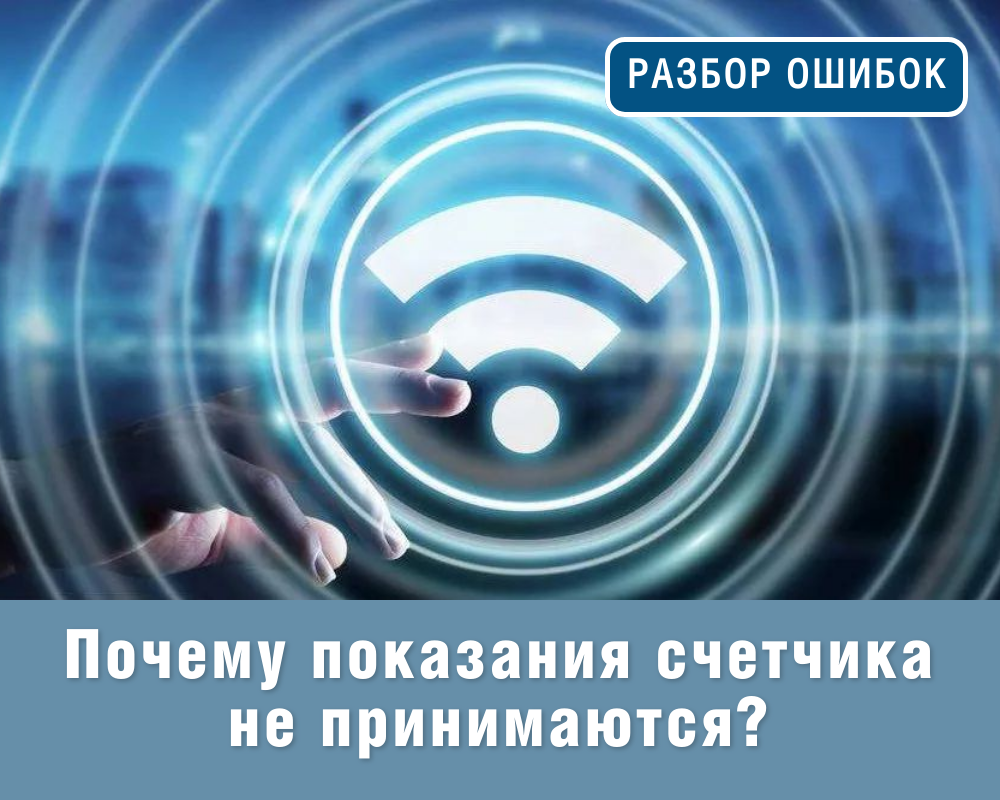 РАЗБОР ОШИБОК
Почему показания счетчика
не принимаются?